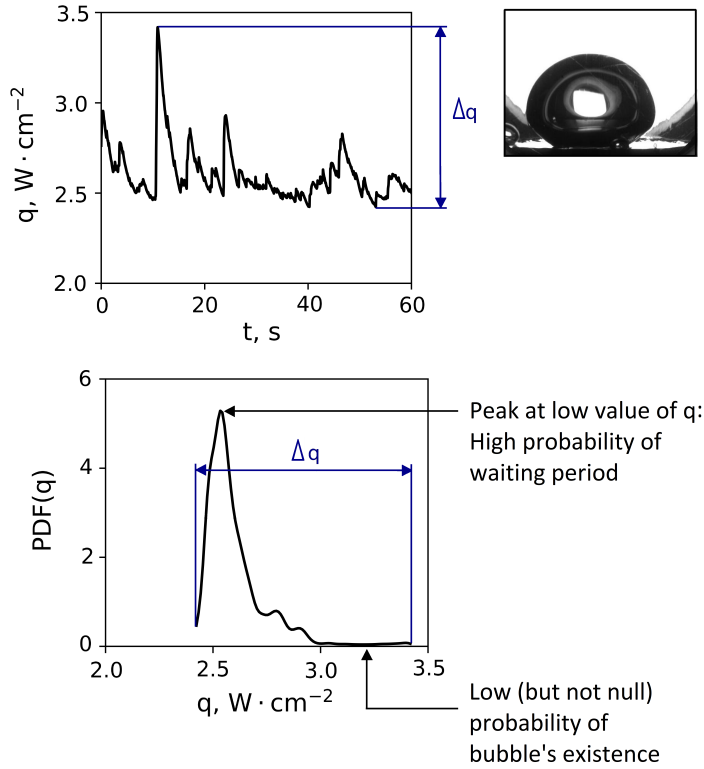 3.5
3.0
2.5
2.0
q, W · cm⁻²
0
20
40
60
t, s
Δq
6
4
2
0
PDF(q)
2.0
2.5
3.0
3.5
q, W · cm⁻²
Δq
Peak at low value of q:
High probability of
waiting period
Low (but not null)
probability of
bubble's existence